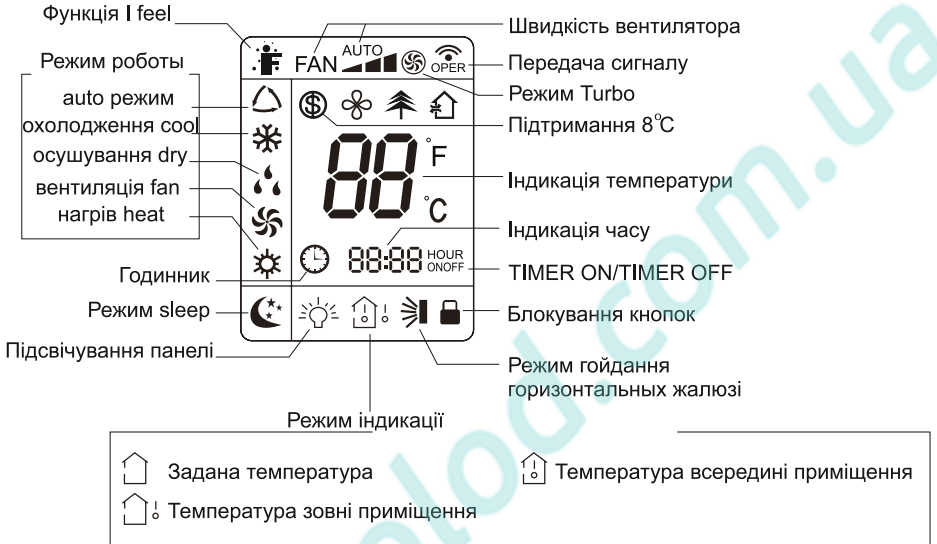 Функція I feel
Режим роботы
auto режим
охолодження cool
осушування dry
вентиляція fan
нагрів heat
Годинник
Режим sleep
Підсвічування панелі
FAN
AUTO
OPER
°F
88
°C
88:88
HOUR
ONOFF
Швидкість вентилятора
Передача сигналу
Режим Turbo
Підтримання 8°C
Індикація температури
Індикація часу
TIMER ON/TIMER OFF
Блокування кнопок
Режим гойдання
горизонтальных жалюзі
Режим індикації
Задана температура
Температура всередині приміщення
Температура зовні приміщення